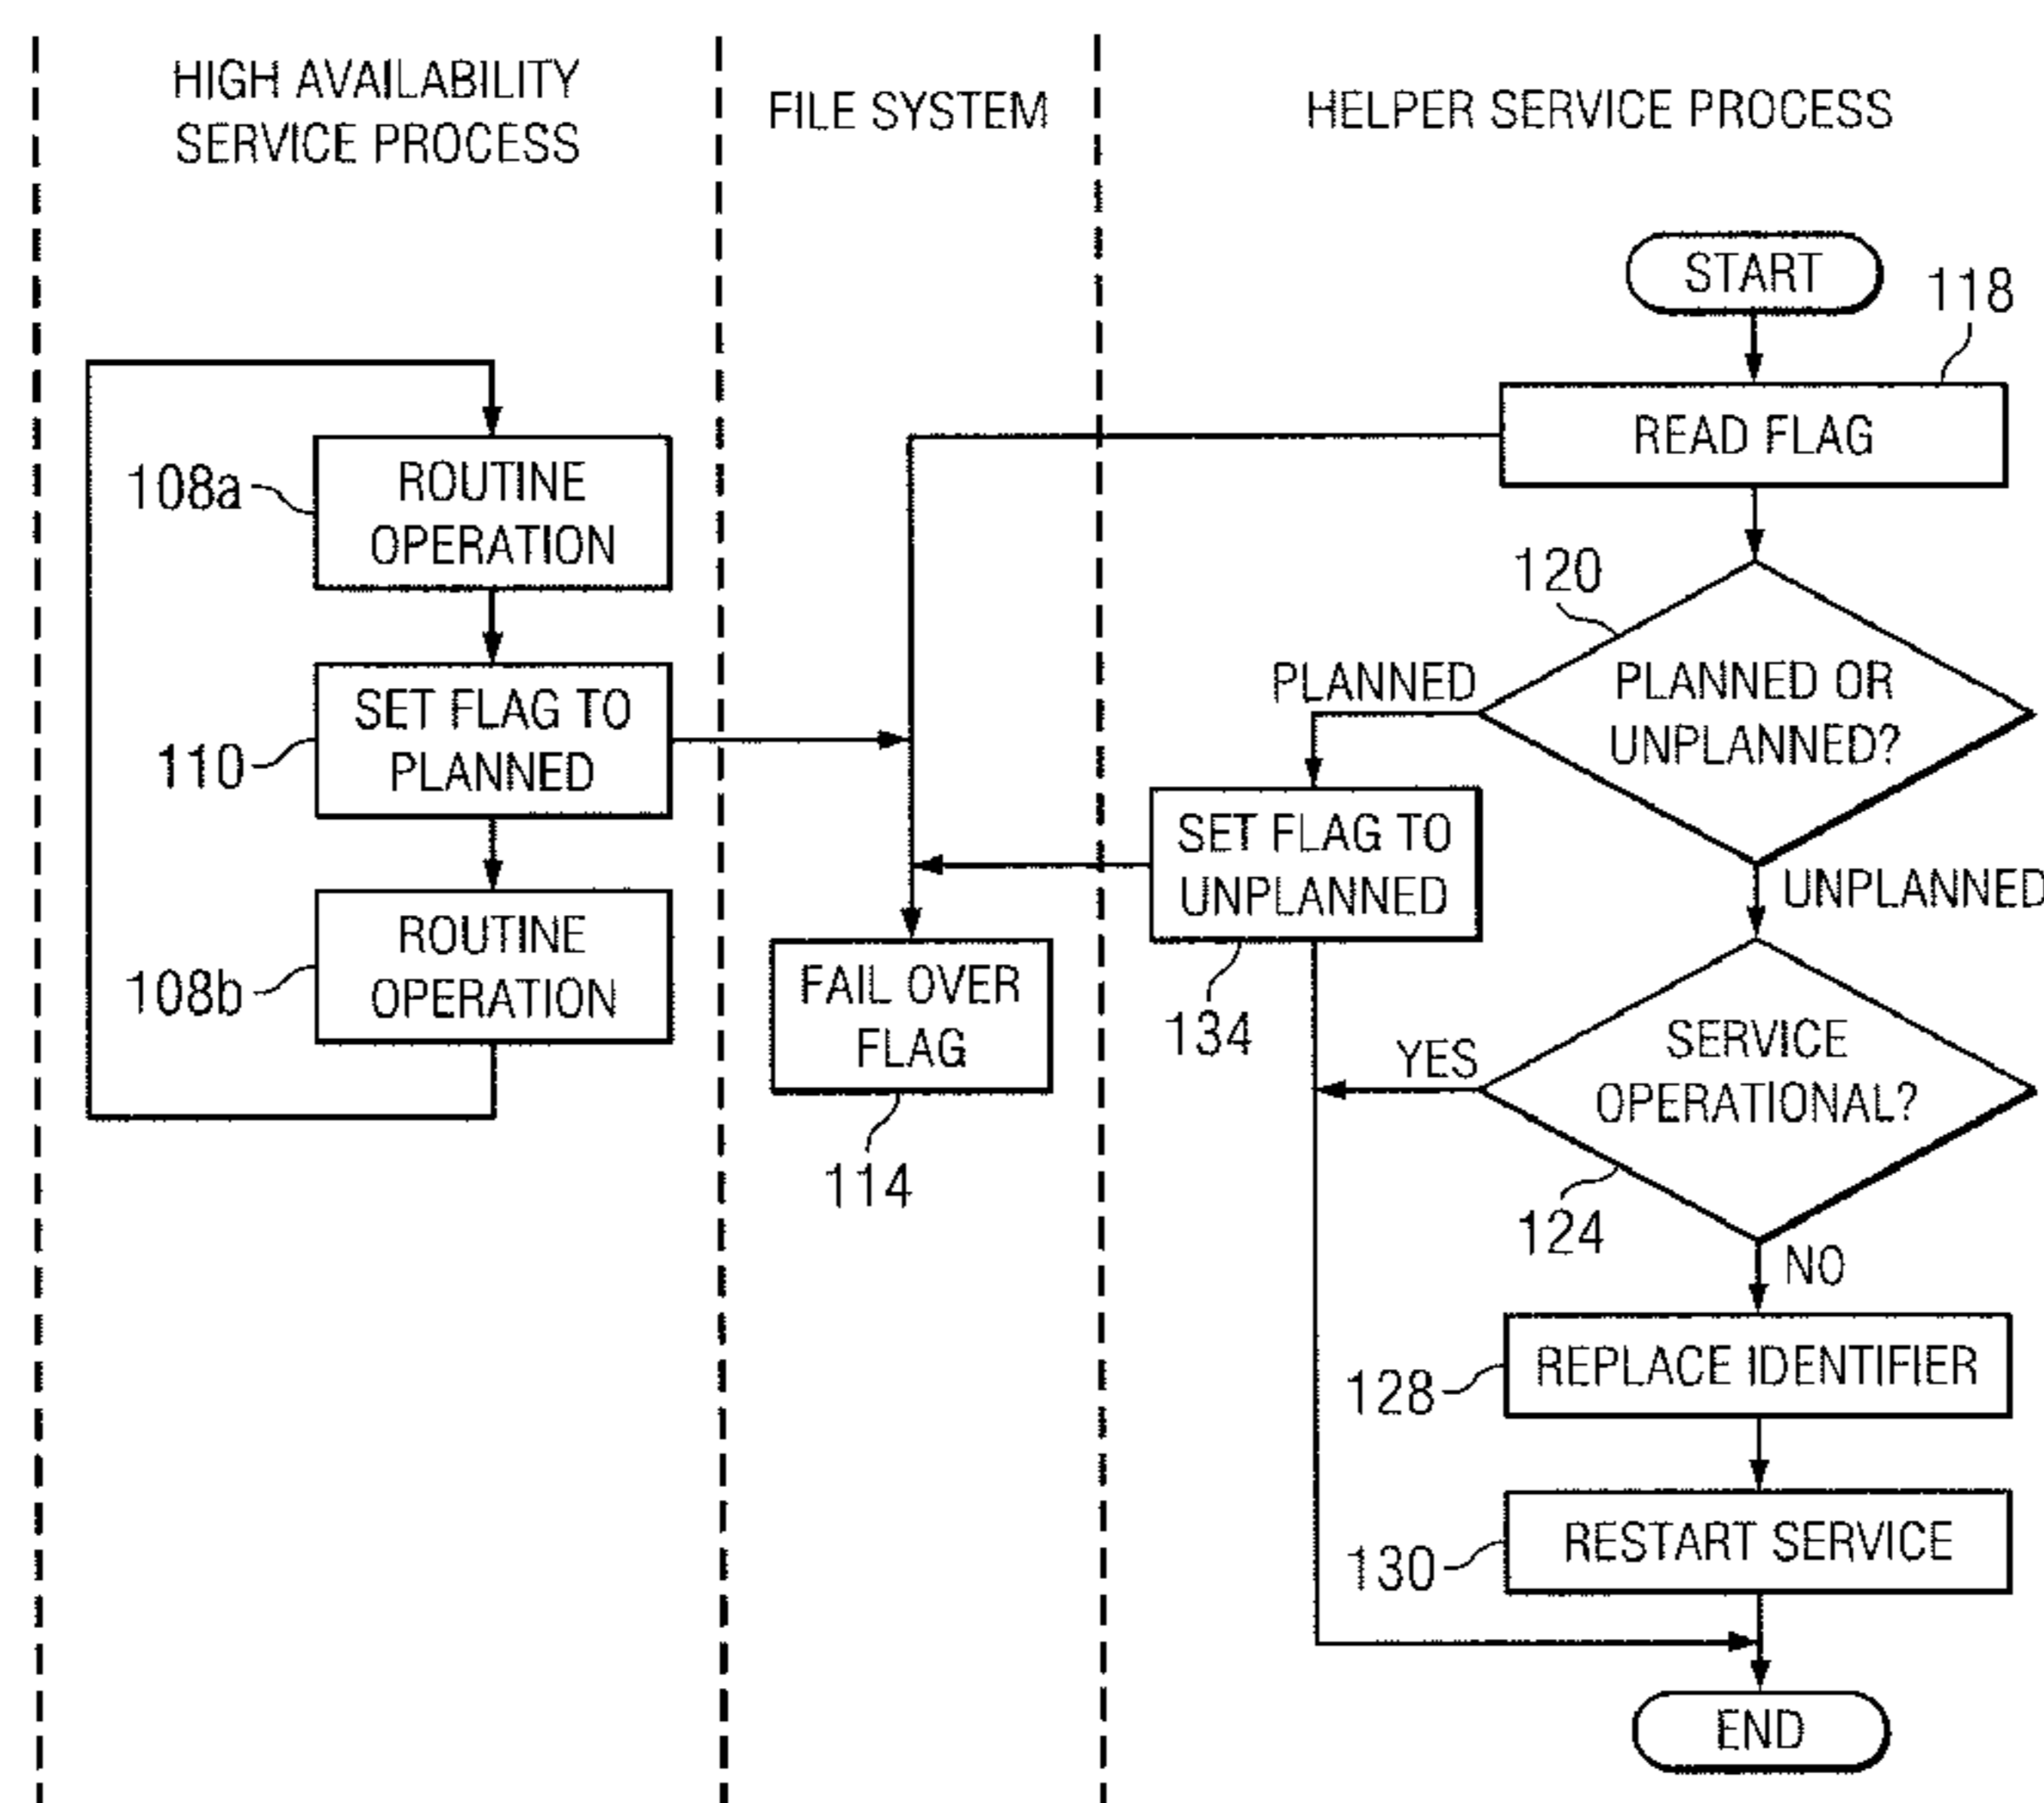 HIGH AVAILABILITY
SERVICE PROCESS
FILE SYSTEM
HELPER SERVICE PROCESS
START
118
READ FLAG
108a
ROUTINE
OPERATION
120
PLANNED
PLANNED OR
UNPLANNED?
110
SET FLAG TO
PLANNED
SET FLAG TO
UNPLANNED
134
UNPLANNED
108b
ROUTINE
OPERATION
FAIL OVER
FLAG
114
YES
SERVICE
OPERATIONAL?
124
NO
128
REPLACE IDENTIFIER
130
RESTART SERVICE
END